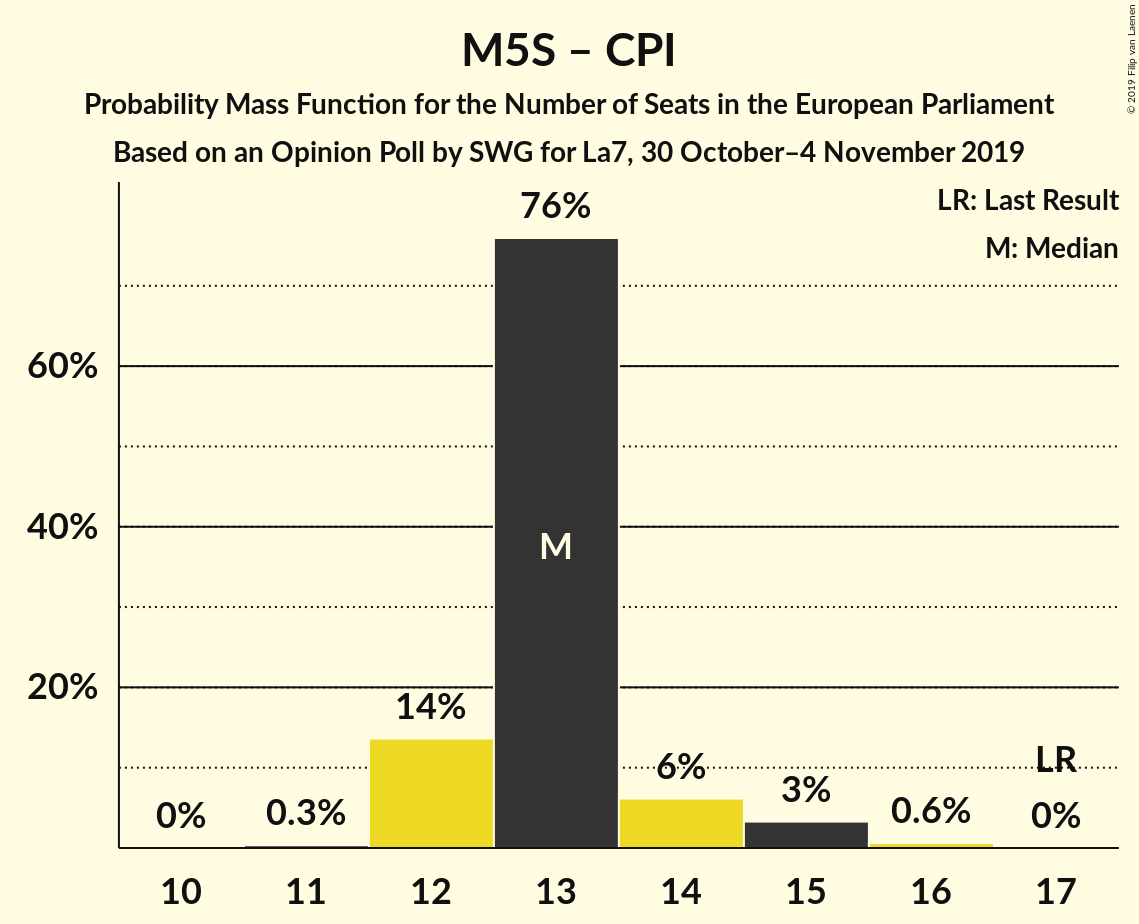 M5S – CPI
Probability Mass Function for the Number of Seats in the European Parliament
Based on an Opinion Poll by SWG for La7, 30 October–4 November 2019
© 2019 Filip van Laenen
LR: Last Result
M: Median
76%
60%
40%
M
20%
14%
6%
3%
LR
0%
0.3%
0.6%
0%
10 11 12 13 14 15 16 17